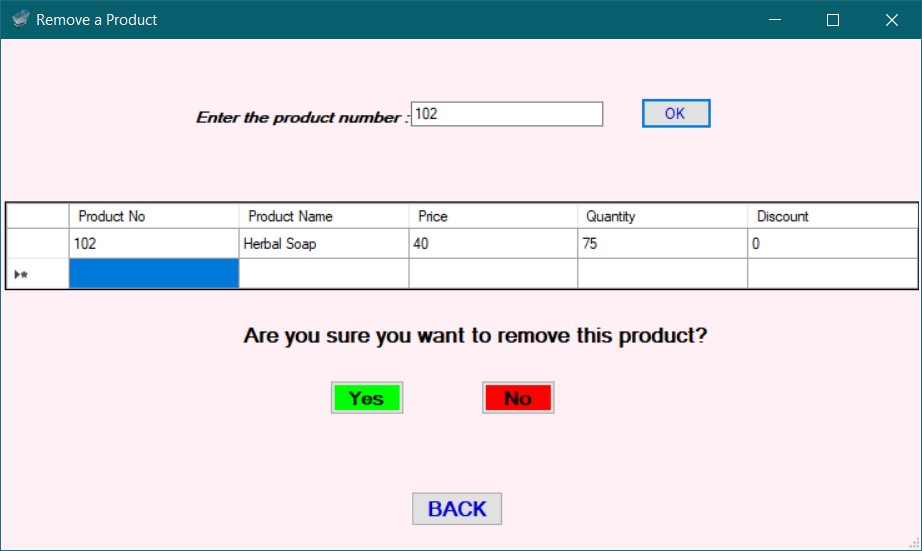 Remove a Product
Enter the product number : 102 OK
Product No Product Name Price Quantity Discount
102 Herbal Soap 40 75 0
Are you sure you want to remove this product?
Yes No
BACK